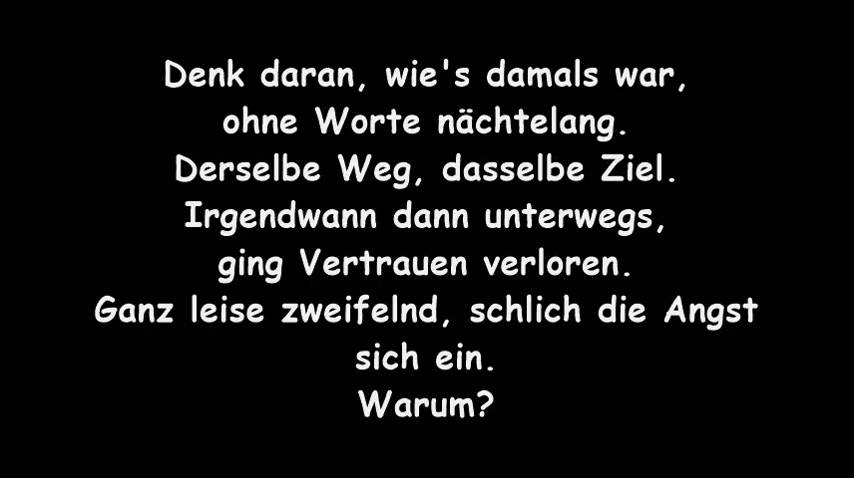 Denk daran, wie's damals war,
ohne Worte nächtelang.
Derselbe Weg, dasselbe Ziel.
Irgendwann dann unterwegs,
ging Vertrauen verloren.
Ganz leise zweifelnd, schlich die Angst
sich ein.
Warum?